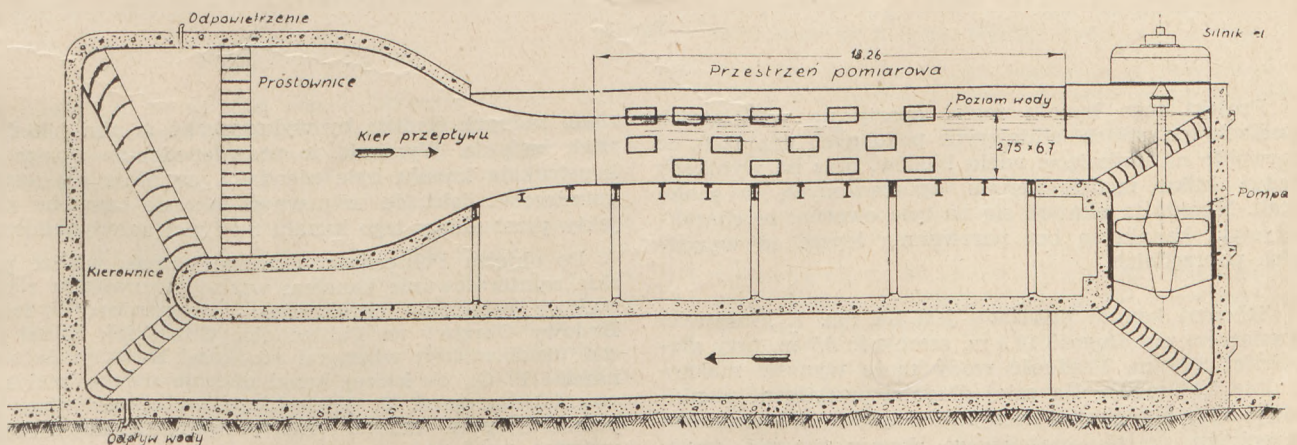 Odpowietrzenie
Silnik el
18.26
Przestrzeń pomiarowa
Prostownice
Poziom wody
Kier przepływu
2.75 × 6.7
Pompa
Kierownice
Odpływ wody